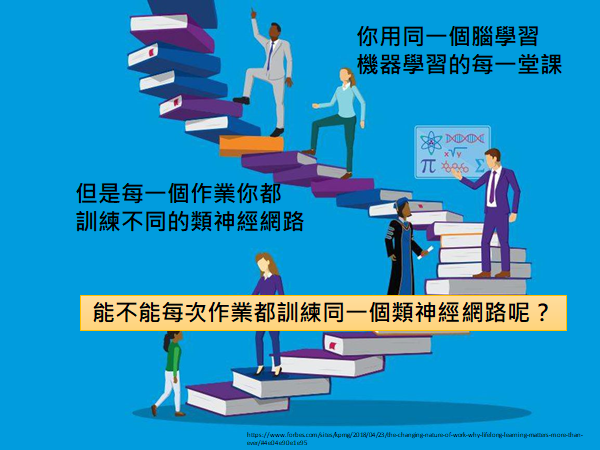 你用同一個腦學習
機器學習的每一堂課
但是每一個作業你都
訓練不同的類神經網路
能不能每次作業都訓練同一個類神經網路呢？
π
Σ
https://www.forbes.com/sites/kpmg/2018/04/23/the-changing-nature-of-work-why-lifelong-learning-matters-more-than-
ever/#4e04e90e1e95